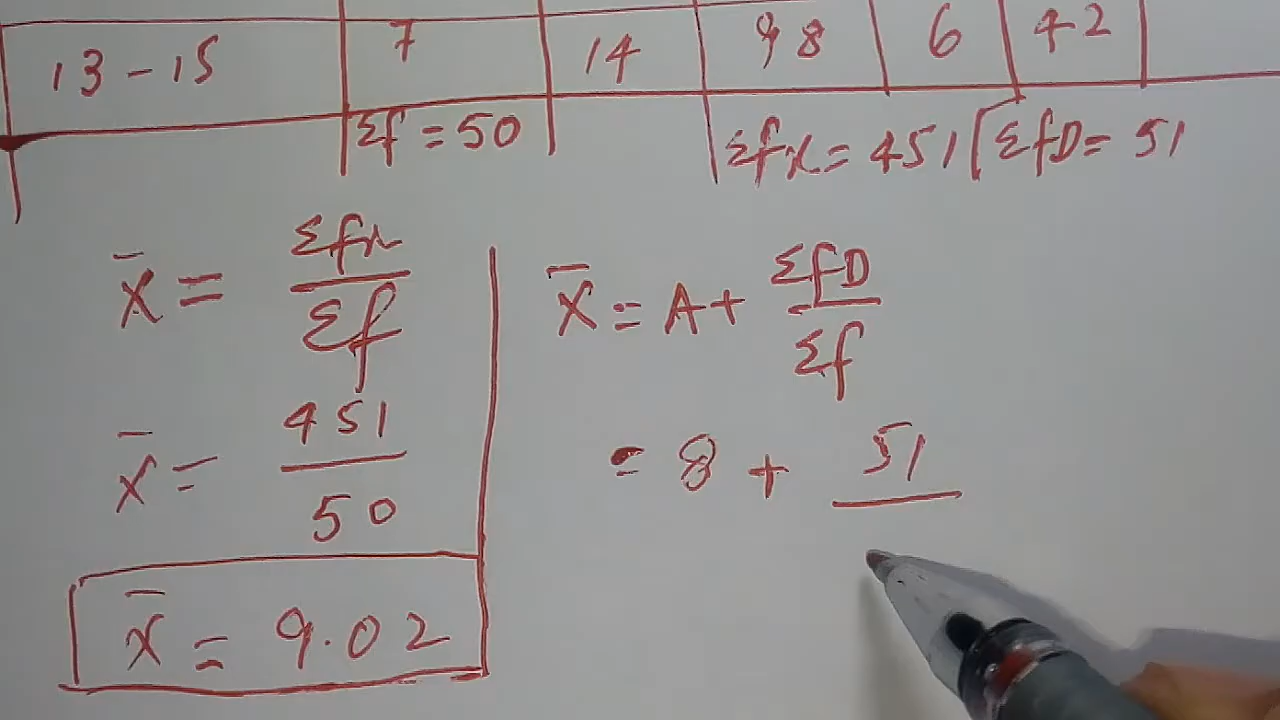 13-15 7 14 98 6 42
Σf = 50 Σfx = 451 ΣfD = 51
x̄ = Σfx / Σf
x̄ = 451 / 50
x̄ = 9.02
x̄ = A + ΣfD / Σf
= 8 + 51